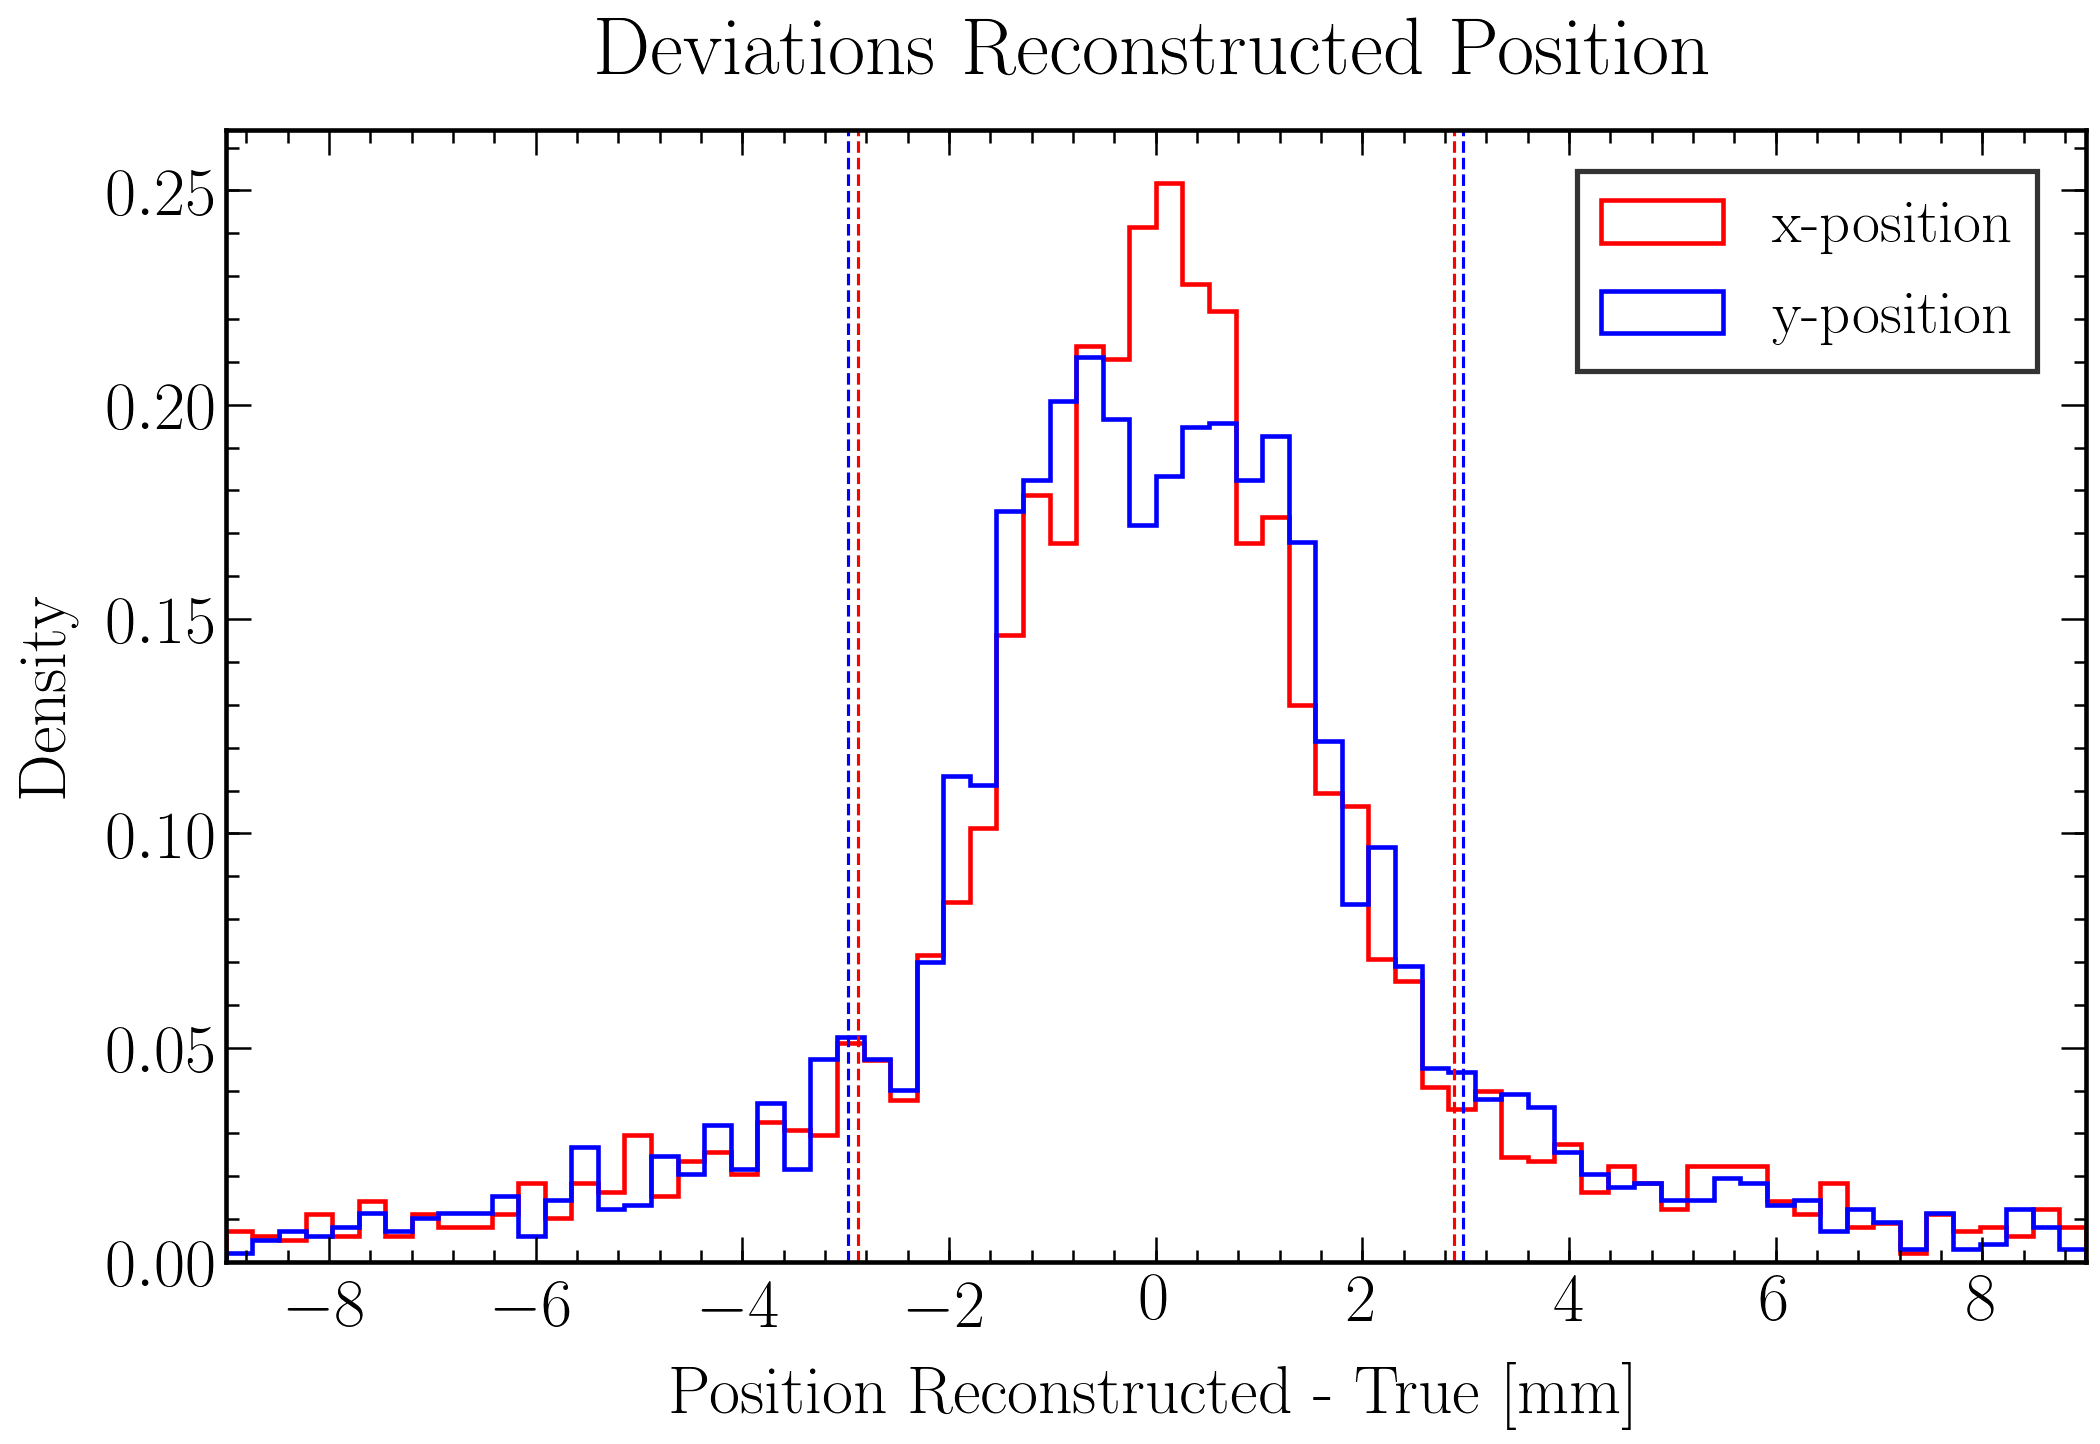 Deviations Reconstructed Position
Density
0.25
0.20
0.15
0.10
0.05
0.00
x-position
y-position
−8 −6 −4 −2 0 2 4 6 8
Position Reconstructed - True [mm]